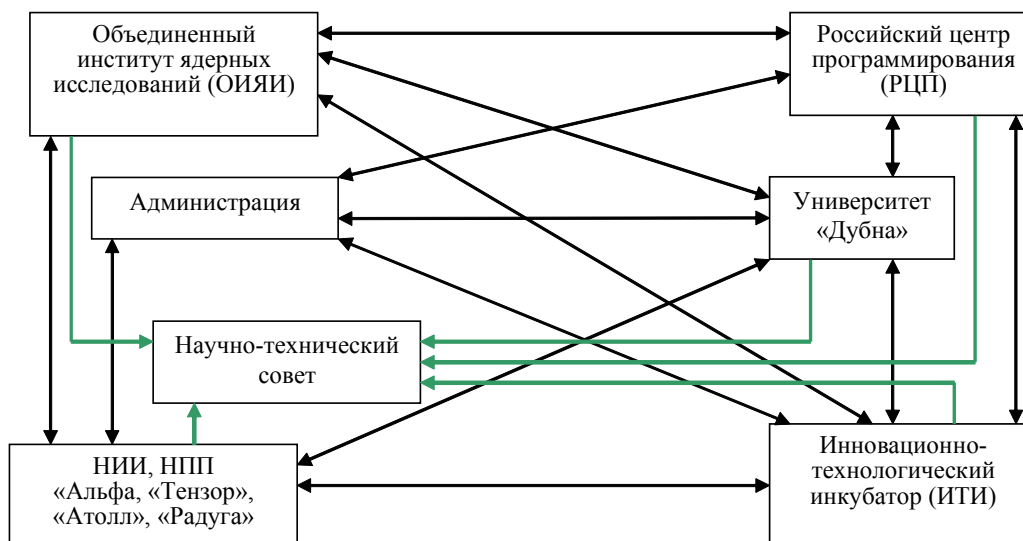 Объединенный
институт ядерных
исследований (ОИЯИ)
Российский центр
программирования
(РЦП)
Администрация
Университет
«Дубна»
Научно-технический
совет
НИИ, НПП
«Альфа, «Тензор»,
«Атолл», «Радуга»
Инновационно-
технологический
инкубатор (ИТИ)